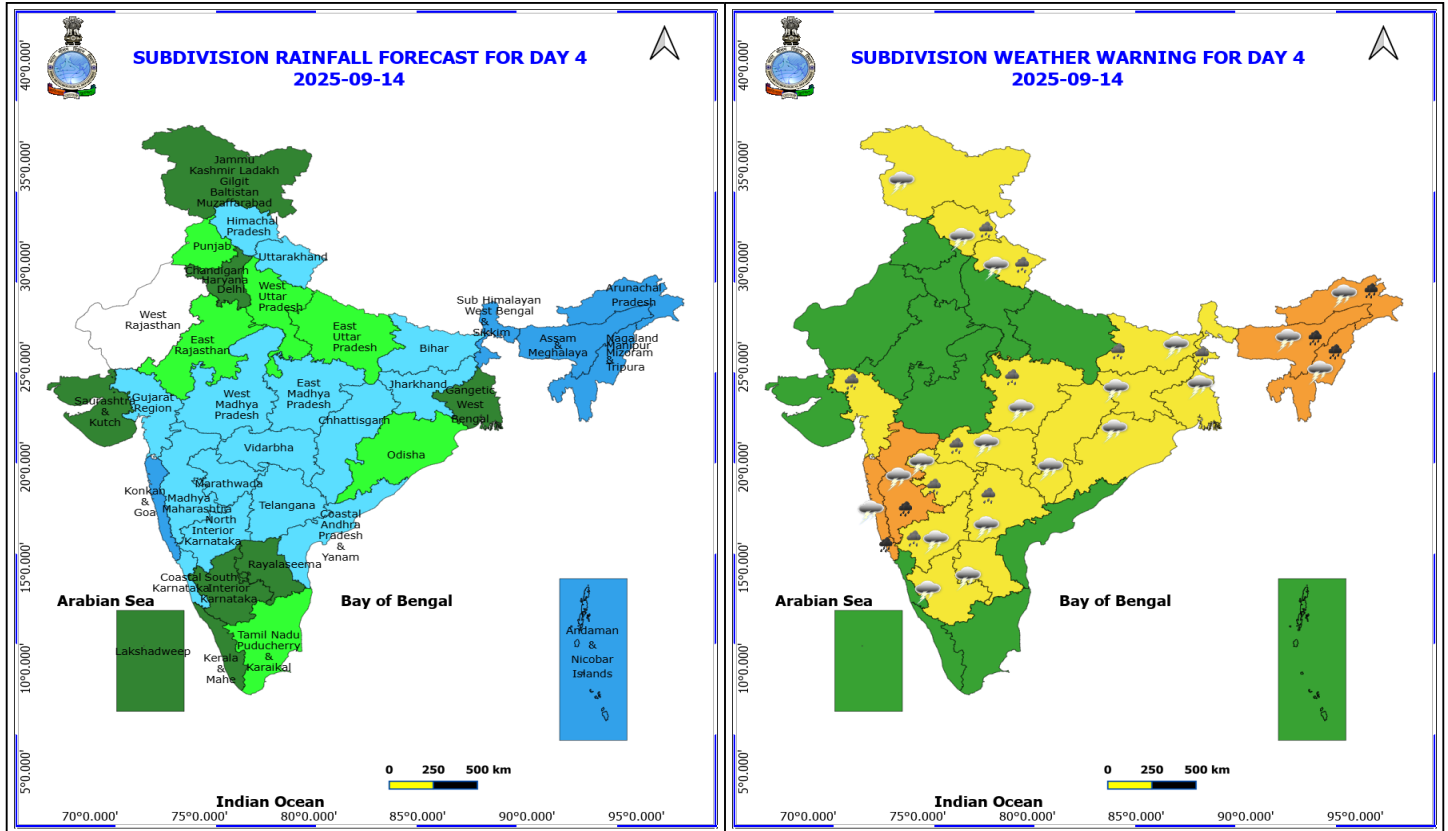 SUBDIVISION RAINFALL FORECAST FOR DAY 4
2025-09-14
40°0.000'
35°0.000'
30°0.000'
25°0.000'
20°0.000'
15°0.000'
10°0.000'
5°0.000'
Jammu
Kashmir Ladakh
Gilgit
Baltistan
Muzaffarabad
Himachal
Pradesh
Punjab
Uttarakhand
Chandigarh
Haryana
Delhi
West
Uttar
Pradesh
West
Rajasthan
East
Rajasthan
East
Uttar
Pradesh
Sub Himalayan
West Bengal
&
Sikkim
Arunachal
Pradesh
Assam
&
Meghalaya
Nagaland
Manipur
Mizoram
&
Tripura
Bihar
Jharkhand
Gangetic
West
Bengal
Saurashtra
&
Kutch
Gujarat
Region
West
Madhya
Pradesh
East
Madhya
Pradesh
Chhattisgarh
Odisha
Vidarbha
Marathwada
Konkan
&
Goa
Madhya
Maharashtra
North
Interior
Karnataka
Telangana
Coastal
Andhra
Pradesh
&
Yanam
Rayalaseema
Coastal
Karnataka
South
Interior
Karnataka
Tamil Nadu
Puducherry
&
Karaikal
Kerala
&
Mahe
Lakshadweep
Andaman
&
Nicobar
Islands
Arabian Sea
Bay of Bengal
Indian Ocean
0 250 500 km
70°0.000' 75°0.000' 80°0.000' 85°0.000' 90°0.000' 95°0.000'
SUBDIVISION WEATHER WARNING FOR DAY 4
2025-09-14
40°0.000'
35°0.000'
30°0.000'
25°0.000'
20°0.000'
15°0.000'
10°0.000'
5°0.000'
Arabian Sea
Bay of Bengal
Indian Ocean
0 250 500 km
70°0.000' 75°0.000' 80°0.000' 85°0.000' 90°0.000' 95°0.000'